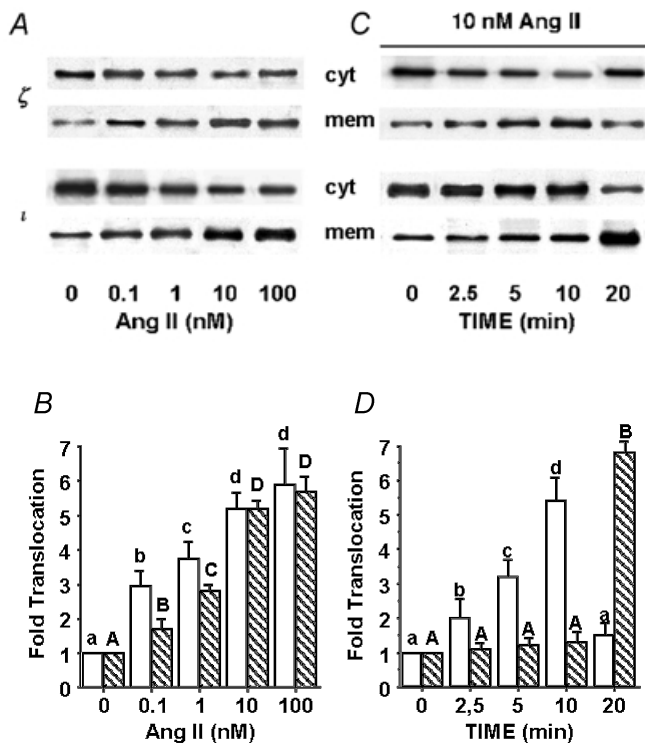 A
ζ
ι
0 0.1 1 10 100
Ang II (nM)
C
10 nM Ang II
cyt
mem
cyt
mem
0 2.5 5 10 20
TIME (min)
B
Fold Translocation
7
6
5
4
3
2
1
0
a A
b B
c C
d D
d D
0 0.1 1 10 100
Ang II (nM)
D
Fold Translocation
7
6
5
4
3
2
1
0
a A
b A
c A
d A
a B
0 2,5 5 10 20
TIME (min)